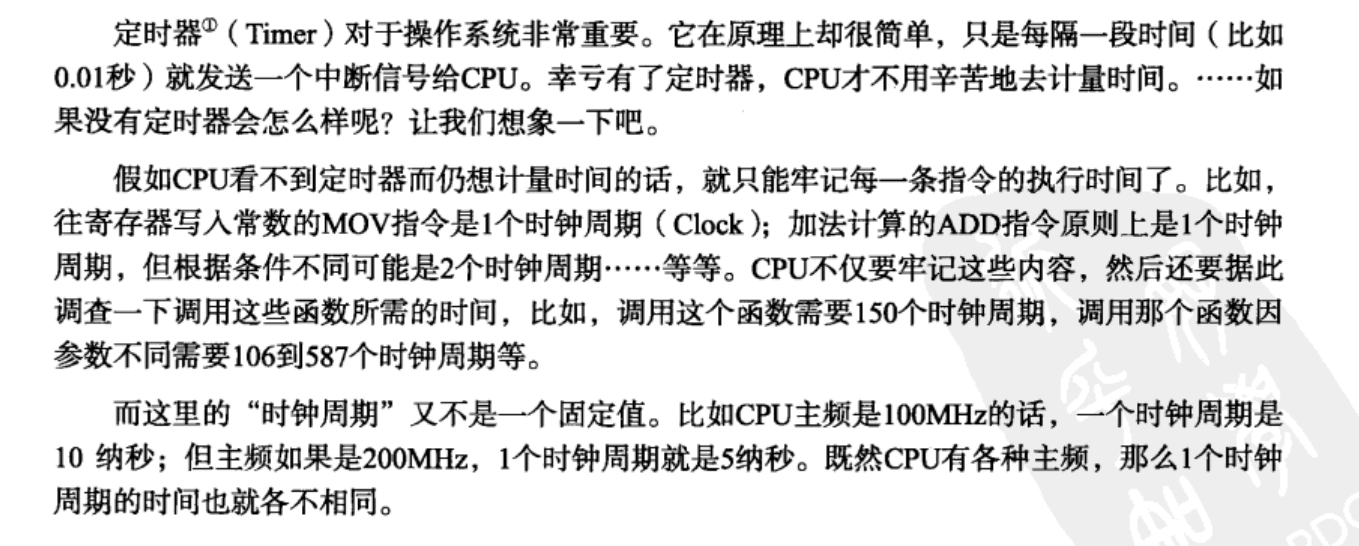 定时器①（Timer）对于操作系统非常重要。它在原理上却很简单，只是每隔一段时间（比如
0.01秒）就发送一个中断信号给CPU。幸亏有了定时器，CPU才不用辛苦地去计量时间。……如
果没有定时器会怎么样呢？让我们想象一下吧。
假如CPU看不到定时器而仍想计量时间的话，就只能牢记每一条指令的执行时间了。比如，
往寄存器写入常数的MOV指令是1个时钟周期（Clock）；加法计算的ADD指令原则上是1个时钟
周期，但根据条件不同可能是2个时钟周期……等等。CPU不仅要牢记这些内容，然后还要据此
调查一下调用这些函数所需的时间，比如，调用这个函数需要150个时钟周期，调用那个函数因
参数不同需要106到587个时钟周期等。
而这里的“时钟周期”又不是一个固定值。比如CPU主频是100MHz的话，一个时钟周期是
10 纳秒；但主频如果是200MHz，1个时钟周期就是5纳秒。既然CPU有各种主频，那么1个时钟
周期的时间也就各不相同。